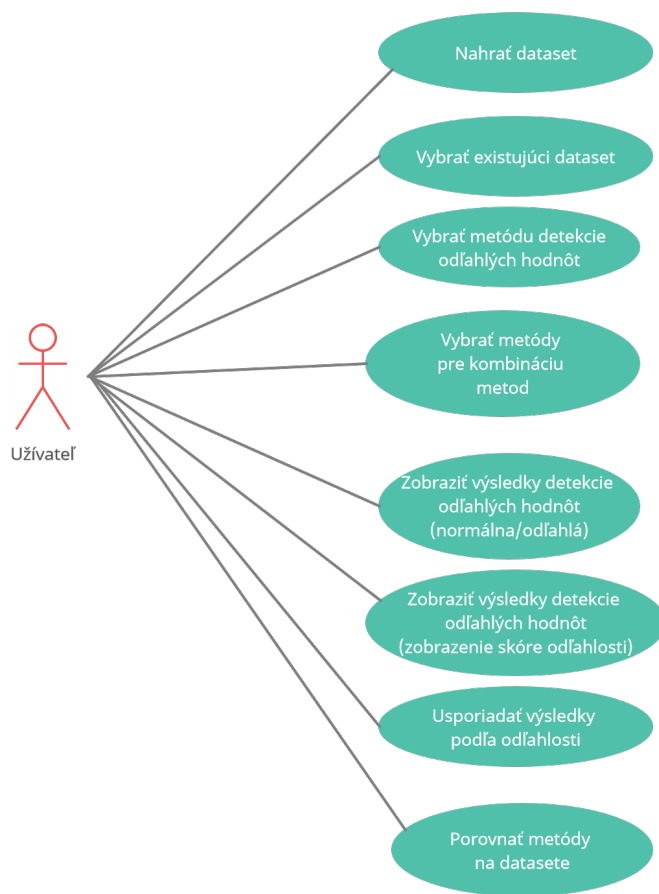 Nahrať dataset
Vybrať existujúci dataset
Vybrať metódu detekcie
odľahlých hodnôt
Vybrať metódy
pre kombináciu
metod
Užívateľ
Zobraziť výsledky detekcie
odľahlých hodnôt
(normálna/odľahlá)
Zobraziť výsledky detekcie
odľahlých hodnôt
(zobrazenie skóre odľahlosti)
Usporiadať výsledky
podľa odľahlosti
Porovnať metódy
na datasete